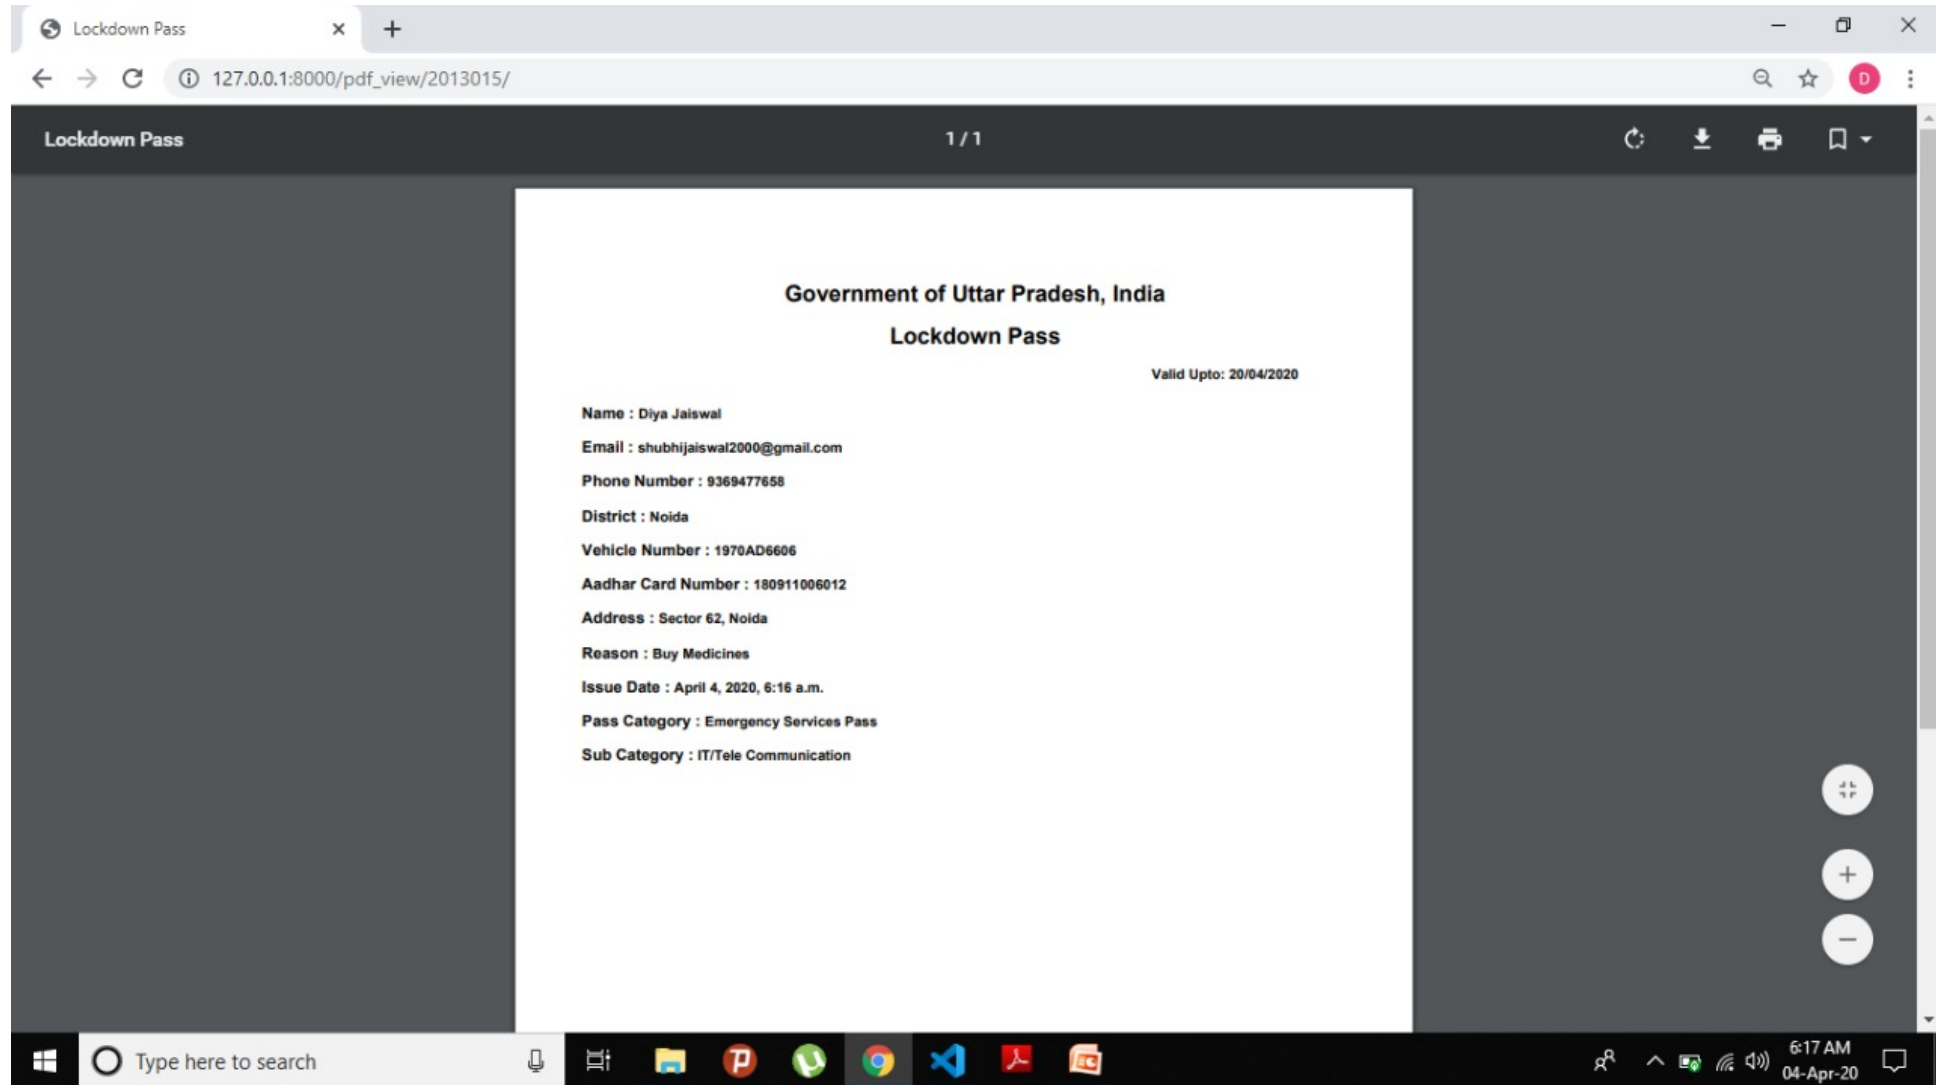 Lockdown Pass
127.0.0.1:8000/pdf_view/2013015/
D
Lockdown Pass
1 / 1
Government of Uttar Pradesh, India
Lockdown Pass
Valid Upto: 20/04/2020
Name : Diya Jaiswal
Email : shubhijaiswal2000@gmail.com
Phone Number : 9369477658
District : Noida
Vehicle Number : 1970AD6606
Aadhar Card Number : 180911006012
Address : Sector 62, Noida
Reason : Buy Medicines
Issue Date : April 4, 2020, 6:16 a.m.
Pass Category : Emergency Services Pass
Sub Category : IT/Tele Communication
Type here to search
6:17 AM
04-Apr-20